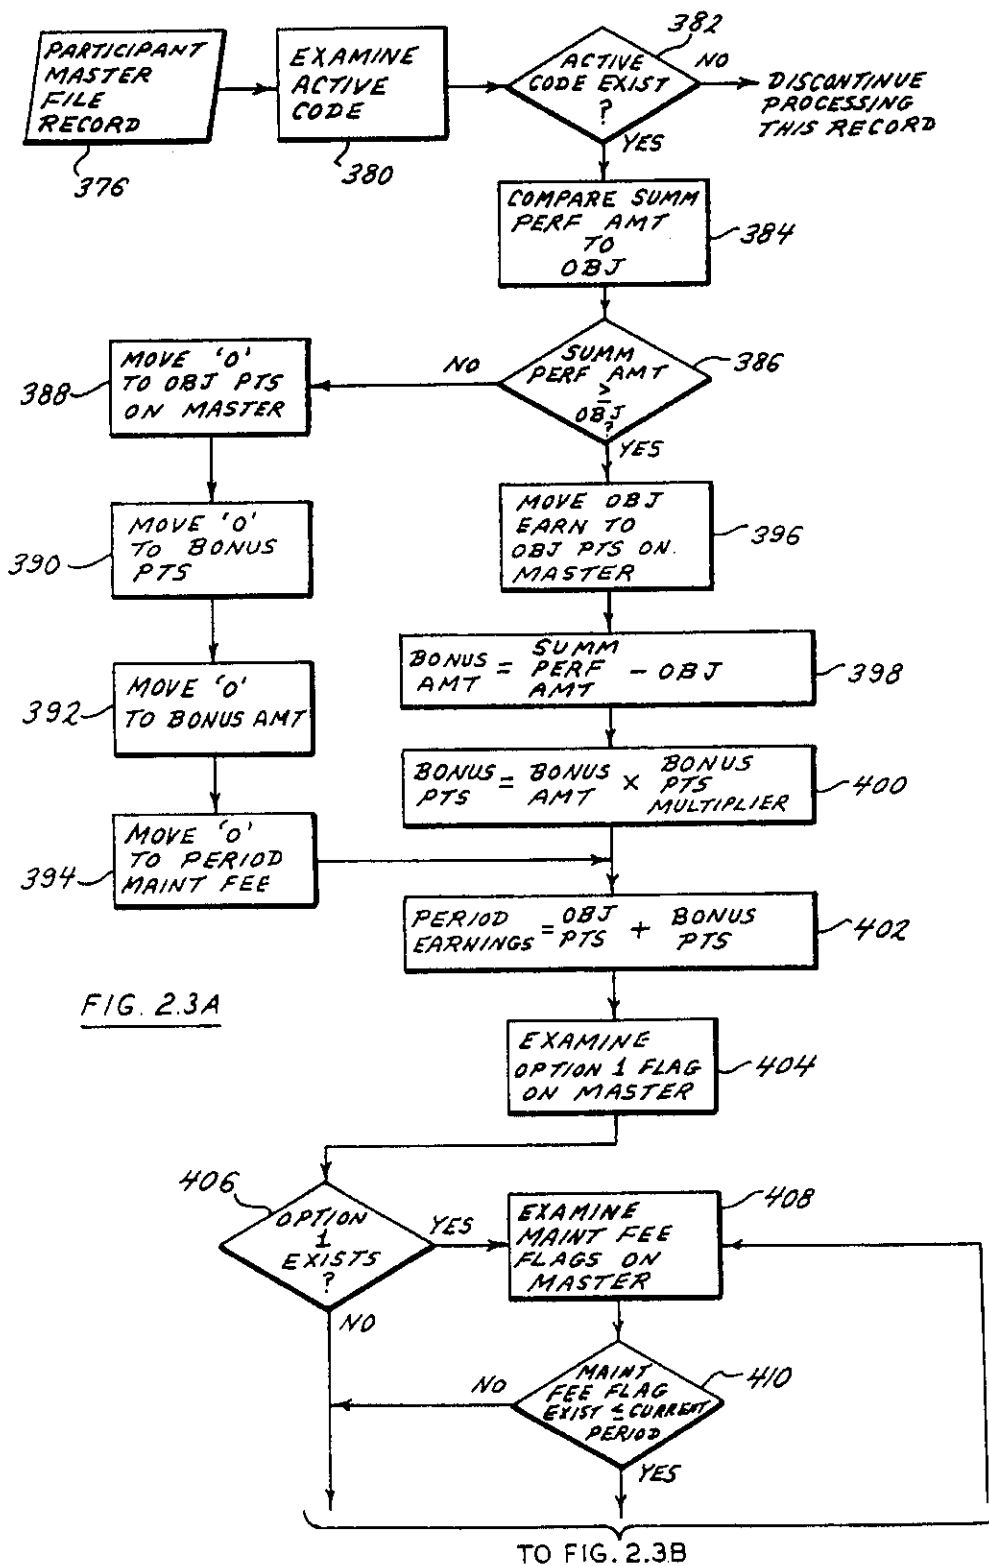 PARTICIPANT
MASTER
FILE
RECORD
376
EXAMINE
ACTIVE
CODE
380
382
ACTIVE
CODE EXIST
?
NO
DISCONTINUE
PROCESSING
THIS RECORD
YES
COMPARE SUMM
PERF AMT
TO
OBJ
384
SUMM
PERF AMT
≥
OBJ
?
386
NO
YES
MOVE '0'
TO OBJ PTS
ON MASTER
388
MOVE '0'
TO BONUS
PTS
390
MOVE '0'
TO BONUS AMT
392
MOVE '0'
TO PERIOD
MAINT FEE
394
MOVE OBJ
EARN TO
OBJ PTS ON
MASTER
396
BONUS AMT = SUMM PERF AMT - OBJ
398
BONUS PTS = BONUS AMT × BONUS PTS MULTIPLIER
400
PERIOD EARNINGS = OBJ PTS + BONUS PTS
402
FIG. 2.3A
EXAMINE
OPTION 1 FLAG
ON MASTER
404
406
OPTION
1
EXISTS
?
YES
NO
EXAMINE
MAINT FEE
FLAGS ON
MASTER
408
MAINT
FEE FLAG
EXIST ≤ CURRENT
PERIOD
410
NO
YES
TO FIG. 2.3B